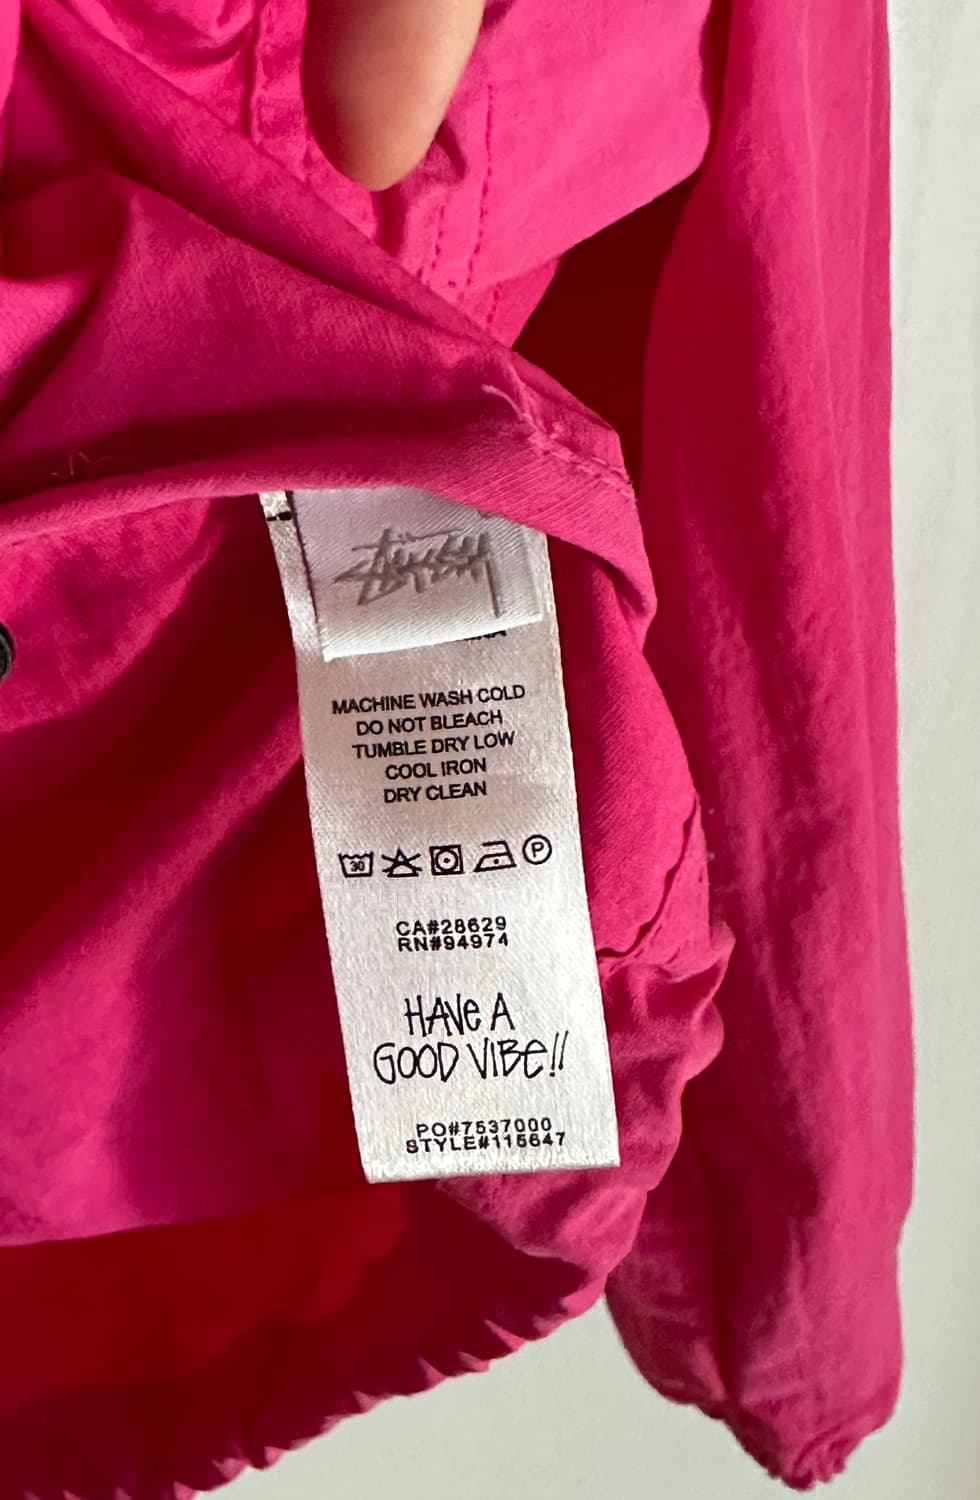 STÜSSY
MACHINE WASH COLD
DO NOT BLEACH
TUMBLE DRY LOW
COOL IRON
DRY CLEAN
30 P
CA#28629
RN#94974
HAVE A
GOOD VIBE!!
PO#7537000
STYLE#115647